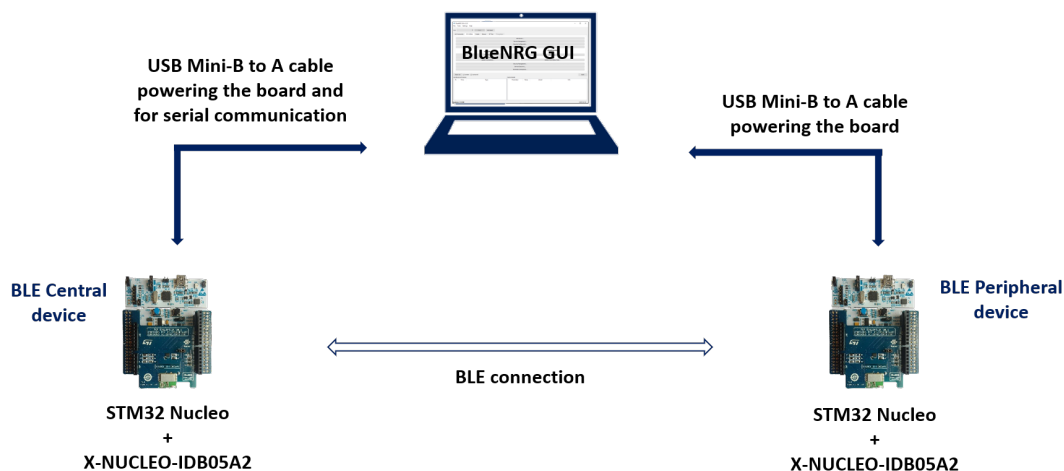 BlueNRG GUI
USB Mini-B to A cable
powering the board and
for serial communication
USB Mini-B to A cable
powering the board
BLE Central
device
BLE Peripheral
device
BLE connection
STM32 Nucleo
+
X-NUCLEO-IDB05A2
STM32 Nucleo
+
X-NUCLEO-IDB05A2